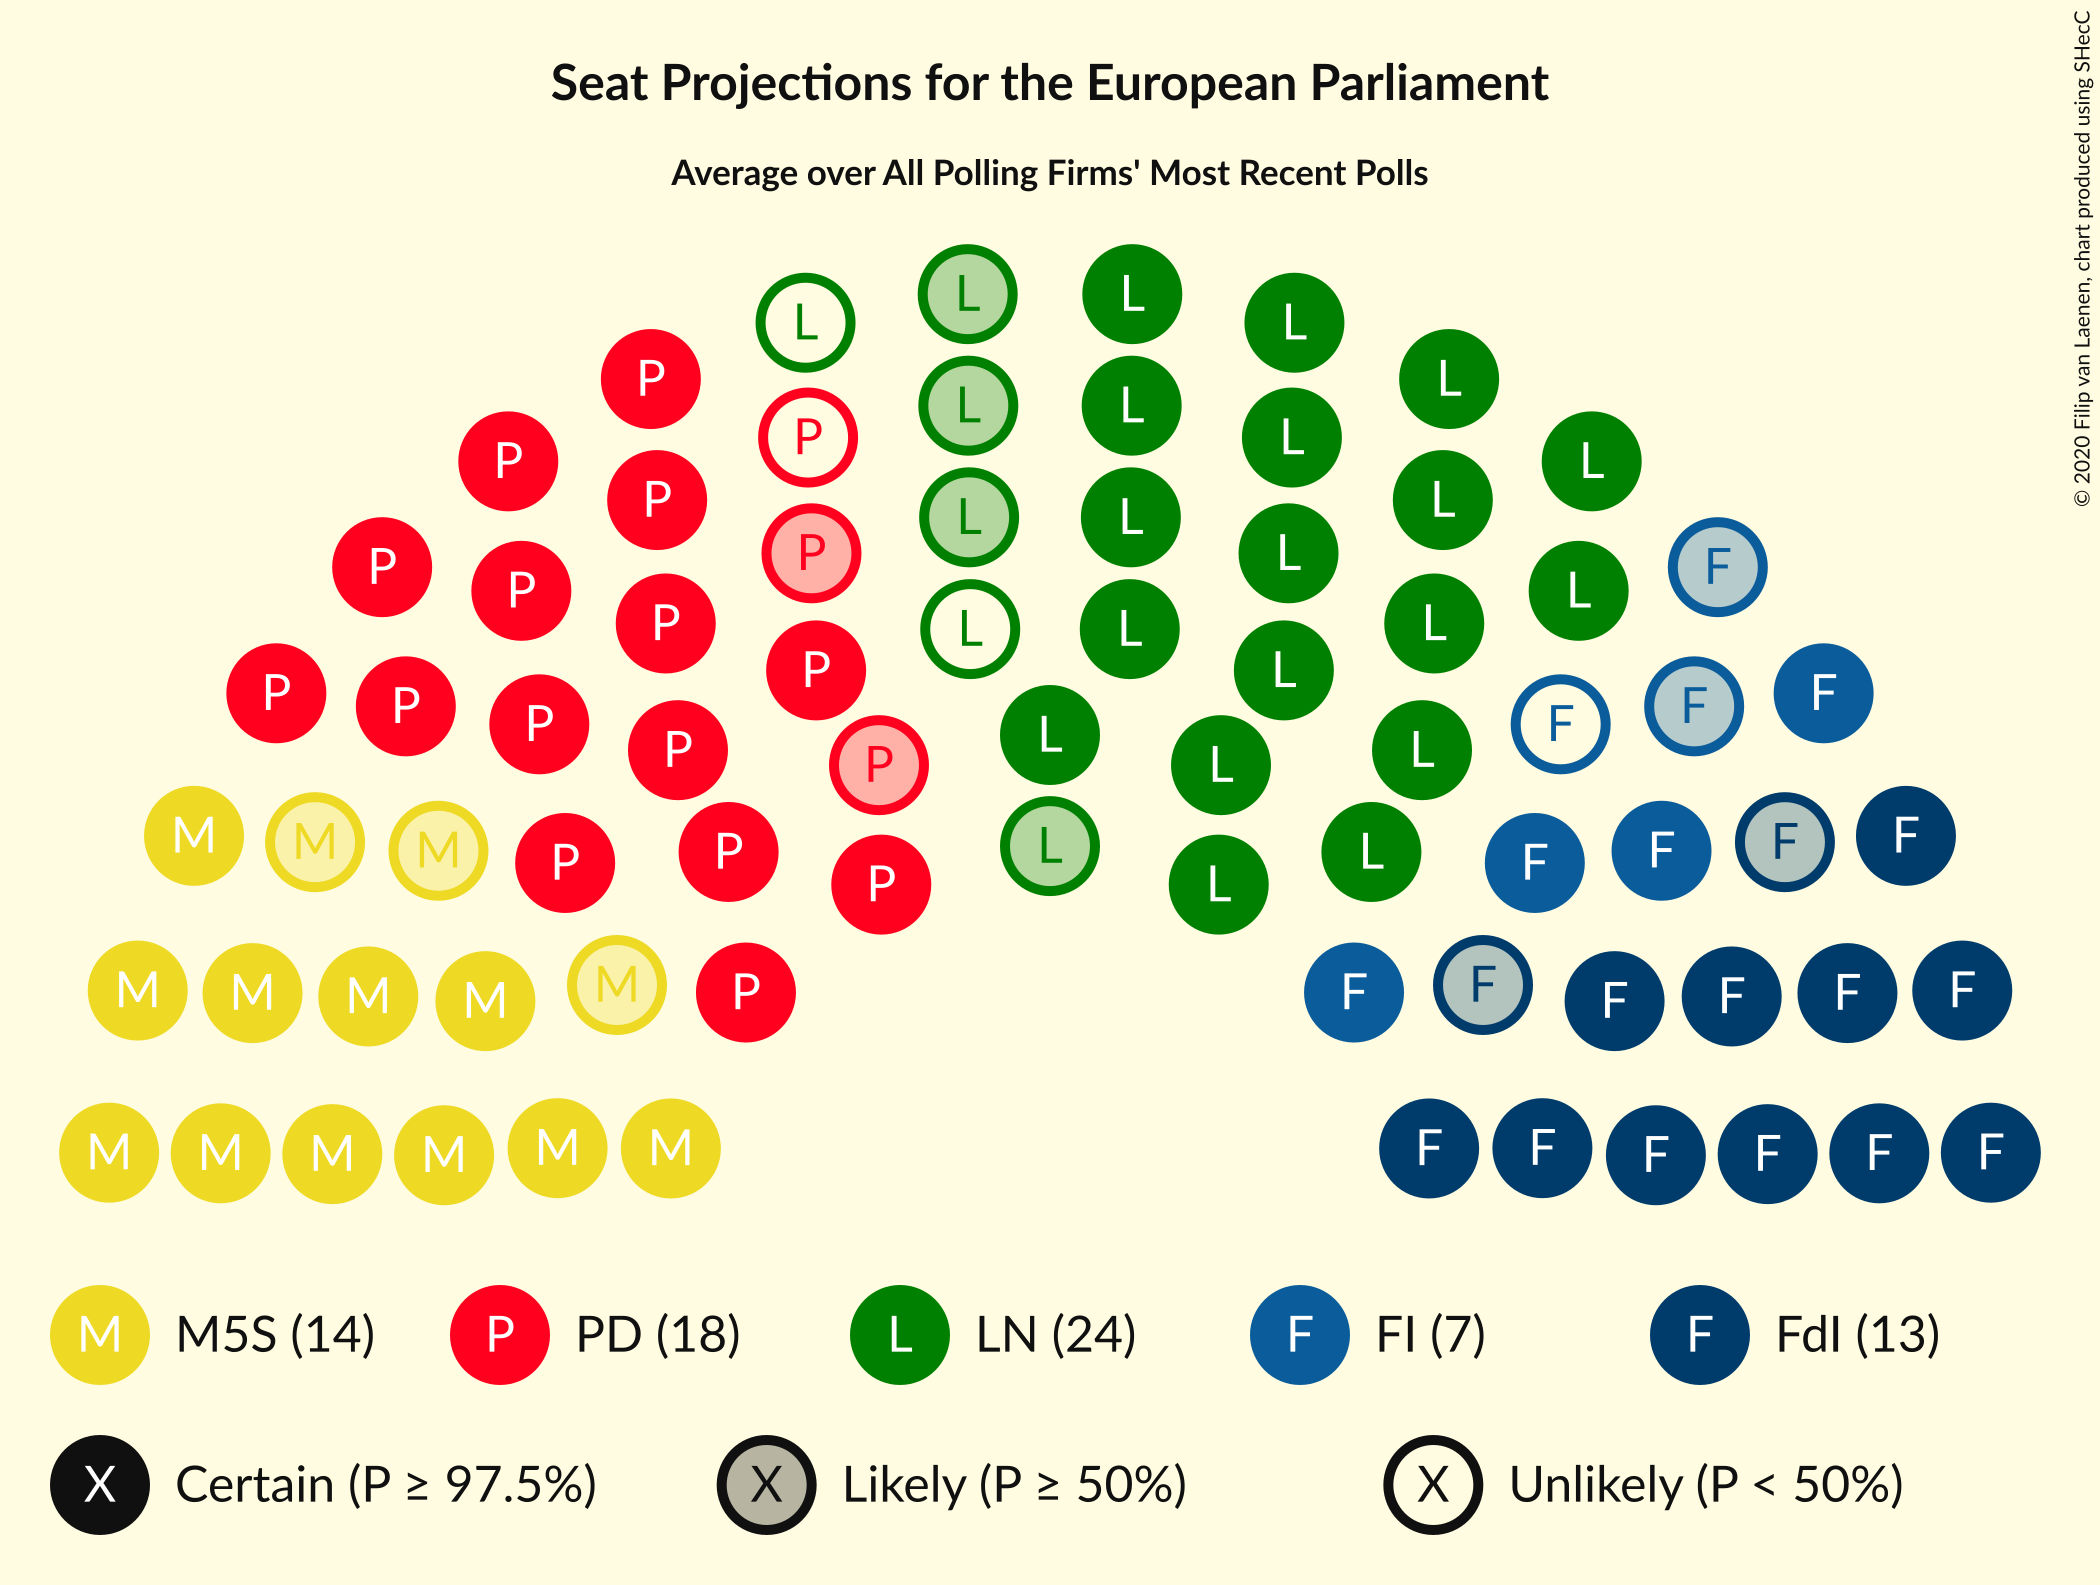 Seat Projections for the European Parliament
Average over All Polling Firms' Most Recent Polls
© 2020 Filip van Laenen, chart produced using SHecC
L L
L L
P L
L L
P L
P L
P L
L L
P L
P F
P L
P L
L L
P L
P F
P F
P F
L
P L
P L
M M M P P P L L L F F F F
M M M M M P F F F F F F
M M M M M M F F F F F F
M M5S (14) P PD (18) L LN (24) F FI (7) F FdI (13)
X Certain (P ≥ 97.5%) X Likely (P ≥ 50%) X Unlikely (P < 50%)